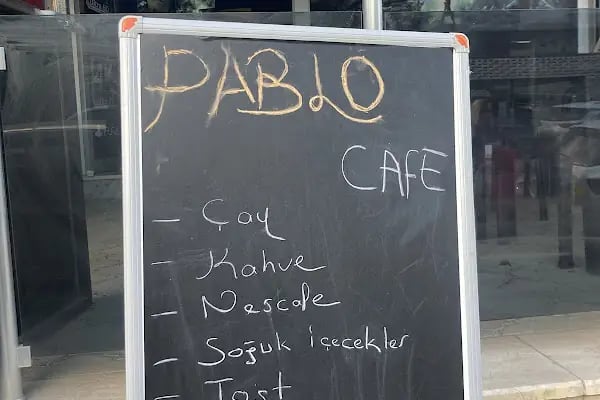 PABLO
CAFE
- Çay
- Kahve
- Nescafe
- Soğuk içecekler
- Tost